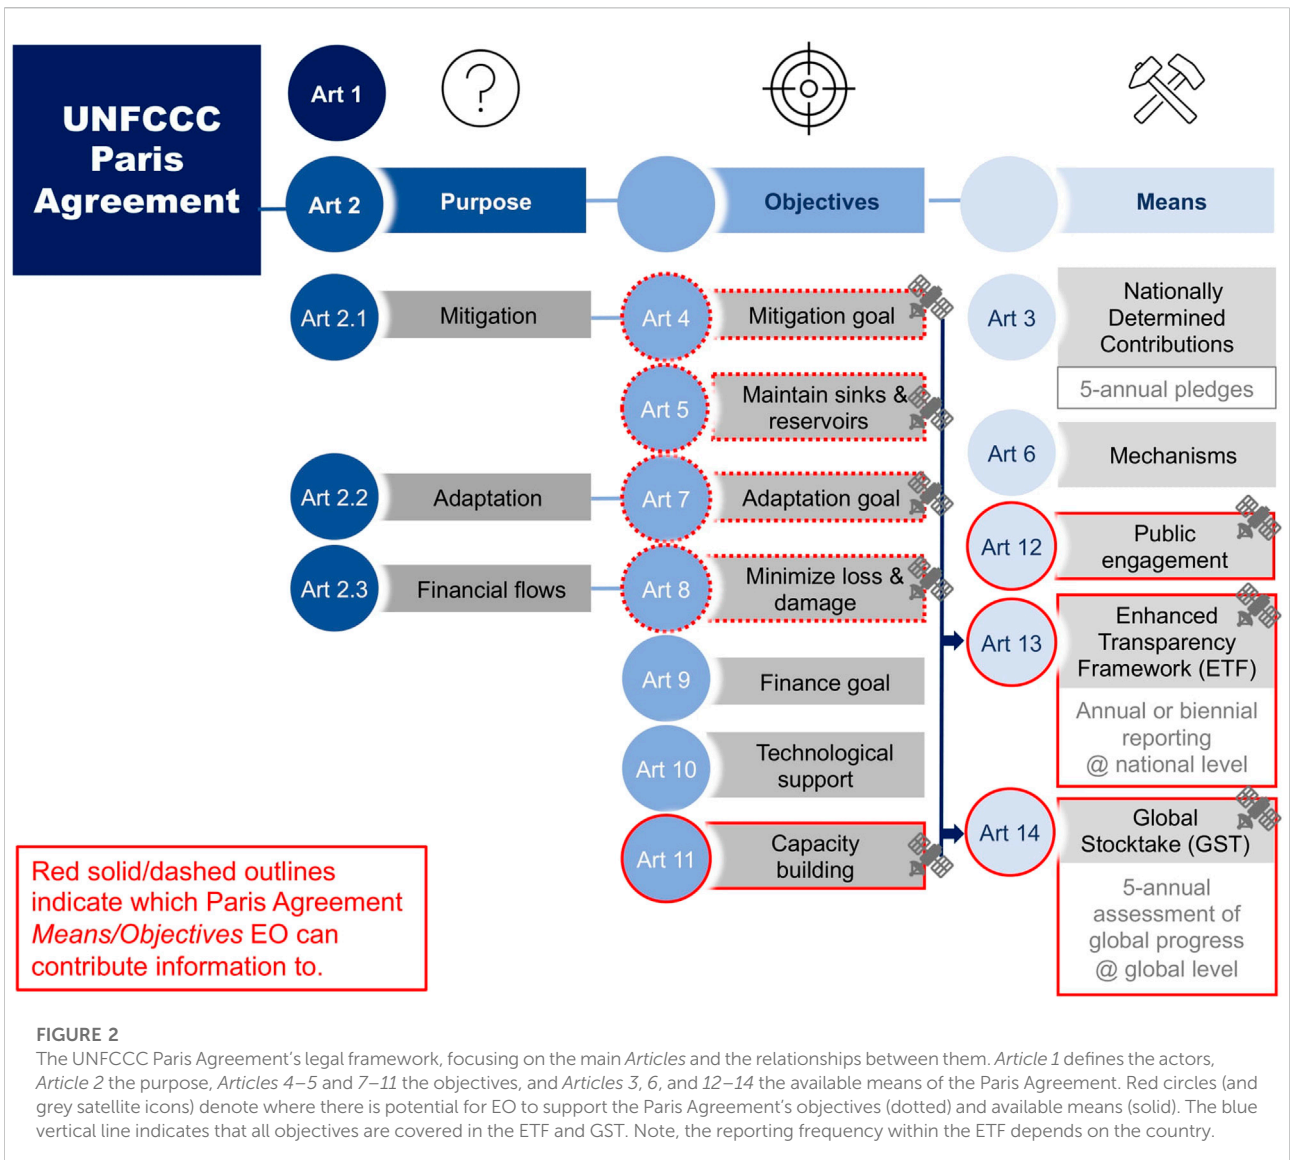 UNFCCC
Paris
Agreement
Art 1
?
Art 2
Purpose
Objectives
Means
Art 2.1
Mitigation
Art 4
Mitigation goal
Art 5
Maintain sinks &
reservoirs
Art 2.2
Adaptation
Art 7
Adaptation goal
Art 2.3
Financial flows
Art 8
Minimize loss &
damage
Art 9
Finance goal
Art 10
Technological
support
Art 11
Capacity
building
Art 3
Nationally
Determined
Contributions
5-annual pledges
Art 6
Mechanisms
Art 12
Public
engagement
Art 13
Enhanced
Transparency
Framework (ETF)
Annual or biennial
reporting
@ national level
Art 14
Global
Stocktake (GST)
5-annual
assessment of
global progress
@ global level
Red solid/dashed outlines
indicate which Paris Agreement
Means/Objectives EO can
contribute information to.
FIGURE 2
The UNFCCC Paris Agreement's legal framework, focusing on the main Articles and the relationships between them. Article 1 defines the actors,
Article 2 the purpose, Articles 4–5 and 7–11 the objectives, and Articles 3, 6, and 12–14 the available means of the Paris Agreement. Red circles (and
grey satellite icons) denote where there is potential for EO to support the Paris Agreement's objectives (dotted) and available means (solid). The blue
vertical line indicates that all objectives are covered in the ETF and GST. Note, the reporting frequency within the ETF depends on the country.